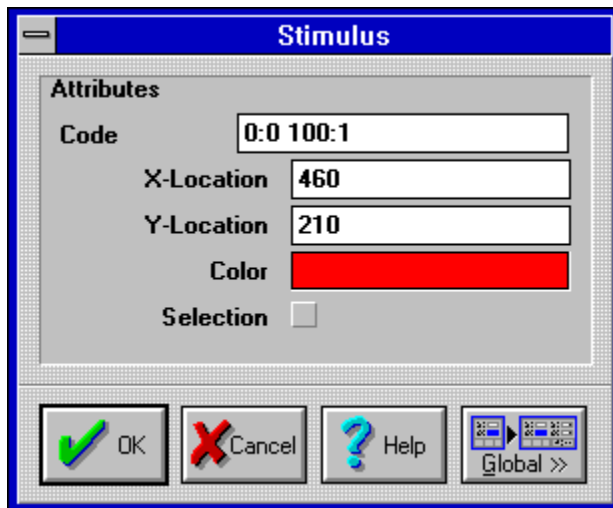 Stimulus
Attributes
Code 0:0 100:1
X-Location 460
Y-Location 210
Color
Selection
OK Cancel Help Global >>